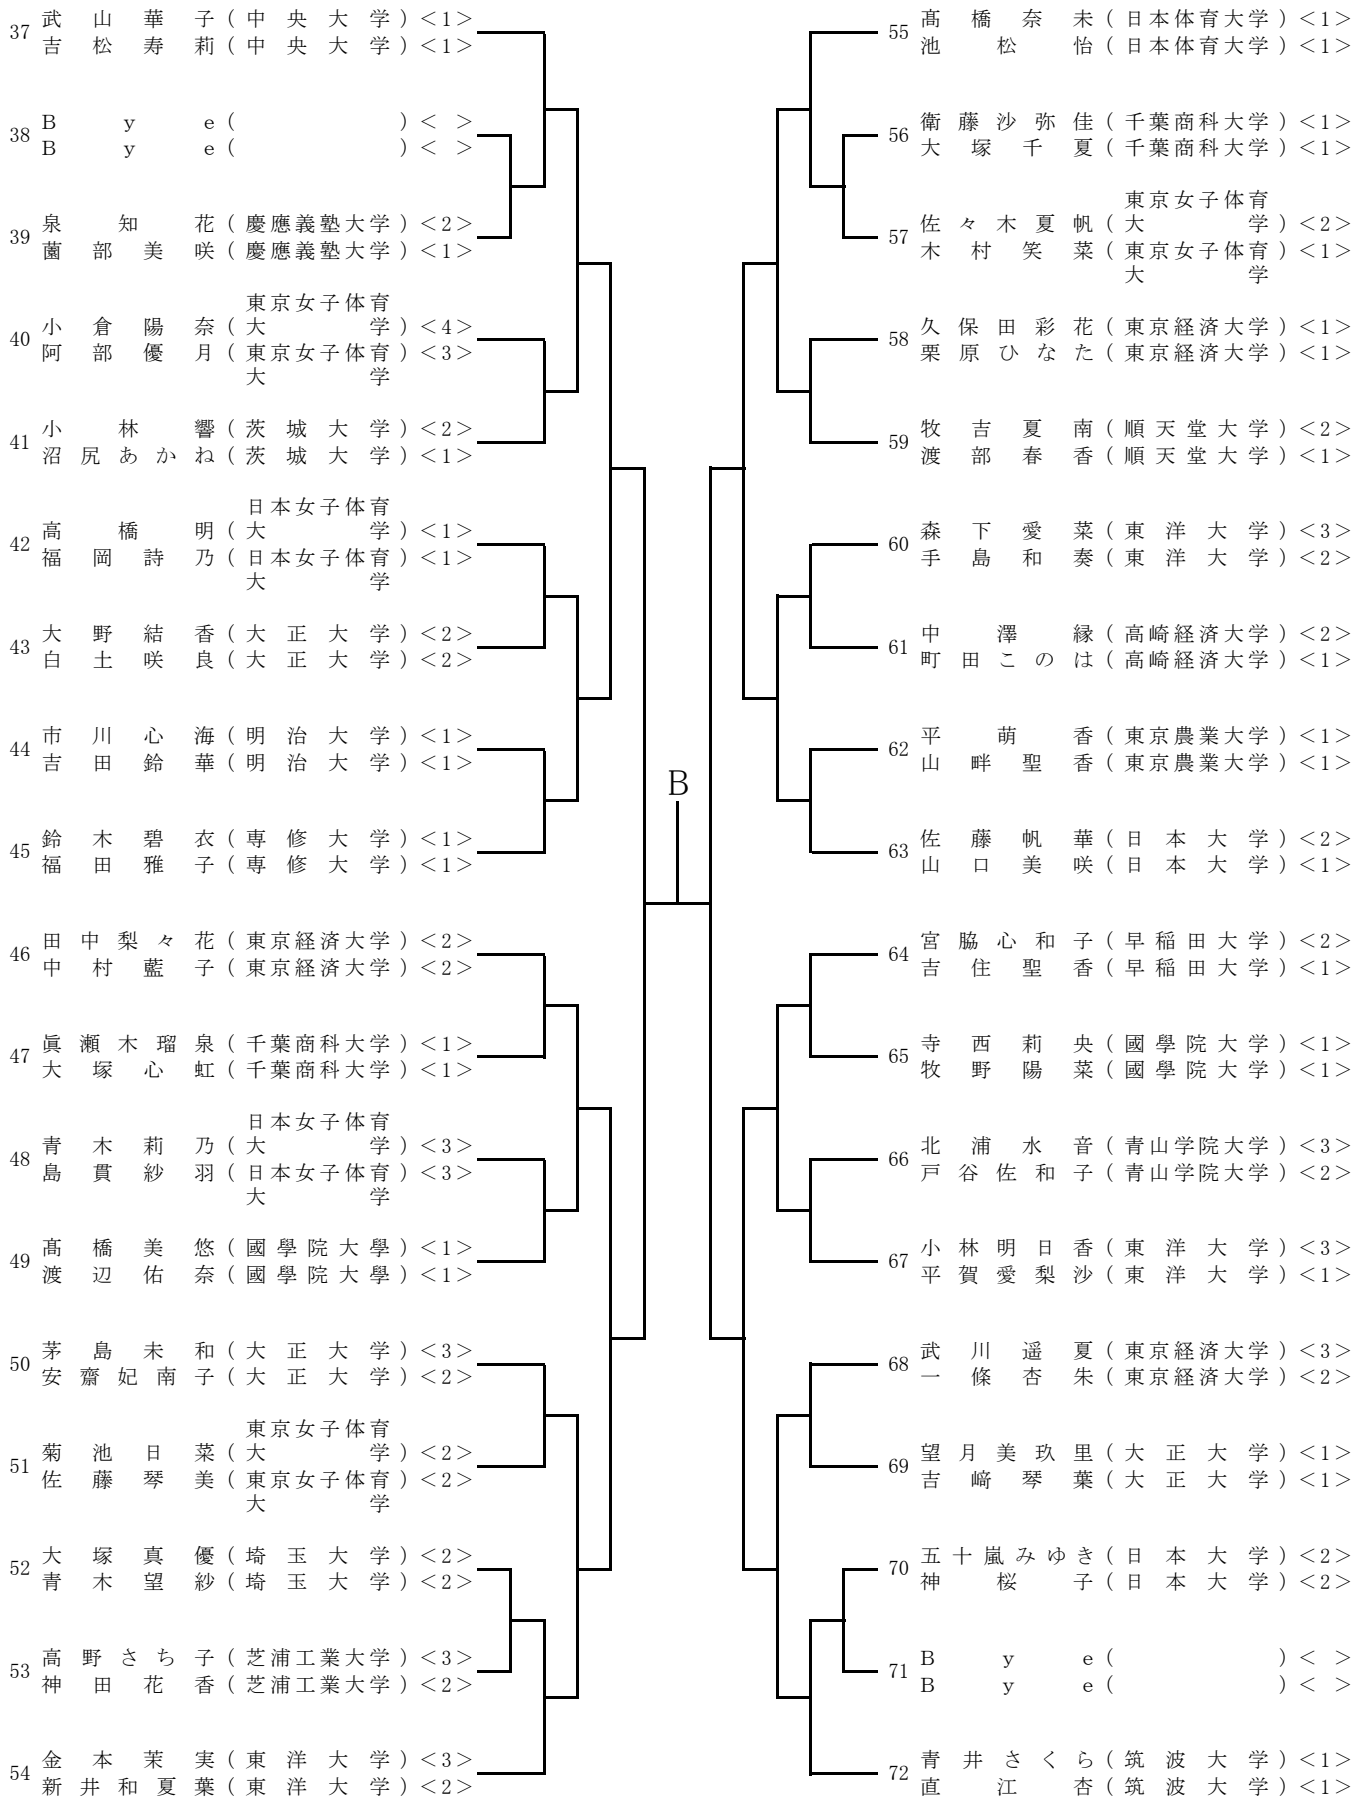 37 武山華子(中央大学)<1>
吉松寿莉(中央大学)<1>
38 Bye( )< >
Bye( )< >
39 泉知花(慶應義塾大学)<2>
薗部美咲(慶應義塾大学)<1>
40 小倉陽奈(東京女子体育大学)<4>
阿部優月(東京女子体育大学)<3>
41 小林響(茨城大学)<2>
沼尻あかね(茨城大学)<1>
42 高橋明(日本女子体育大学)<1>
福岡詩乃(日本女子体育大学)<1>
43 大野結香(大正大学)<2>
白土咲良(大正大学)<2>
44 市川心海(明治大学)<1>
吉田鈴華(明治大学)<1>
45 鈴木碧衣(専修大学)<1>
福田雅子(専修大学)<1>
46 田中梨々花(東京経済大学)<2>
中村藍子(東京経済大学)<2>
47 眞瀬木瑠泉(千葉商科大学)<1>
大塚心虹(千葉商科大学)<1>
48 青木莉乃(日本女子体育大学)<3>
島貫紗羽(日本女子体育大学)<3>
49 髙橋美悠(國學院大學)<1>
渡辺佑奈(國學院大學)<1>
50 茅島未和(大正大学)<3>
安齋妃南子(大正大学)<2>
51 菊池日菜(東京女子体育大学)<2>
佐藤琴美(東京女子体育大学)<2>
52 大塚真優(埼玉大学)<2>
青木望紗(埼玉大学)<2>
53 高野さち子(芝浦工業大学)<3>
神田花香(芝浦工業大学)<2>
54 金本茉実(東洋大学)<3>
新井和夏葉(東洋大学)<2>
B
55 髙橋奈未(日本体育大学)<1>
池松怡(日本体育大学)<1>
56 衛藤沙弥佳(千葉商科大学)<1>
大塚千夏(千葉商科大学)<1>
57 佐々木夏帆(東京女子体育大学)<2>
木村笑菜(東京女子体育大学)<1>
58 久保田彩花(東京経済大学)<1>
栗原ひなた(東京経済大学)<1>
59 牧吉夏南(順天堂大学)<2>
渡部春香(順天堂大学)<1>
60 森下愛菜(東洋大学)<3>
手島和奏(東洋大学)<2>
61 中澤縁(高崎経済大学)<2>
町田このは(高崎経済大学)<1>
62 平萌香(東京農業大学)<1>
山畔聖香(東京農業大学)<1>
63 佐藤帆華(日本大学)<2>
山口美咲(日本大学)<1>
64 宮脇心和子(早稲田大学)<2>
吉住聖香(早稲田大学)<1>
65 寺西莉央(國學院大学)<1>
牧野陽菜(國學院大学)<1>
66 北浦水音(青山学院大学)<3>
戸谷佐和子(青山学院大学)<2>
67 小林明日香(東洋大学)<3>
平賀愛梨沙(東洋大学)<1>
68 武川遥夏(東京経済大学)<3>
一條杏朱(東京経済大学)<2>
69 望月美玖里(大正大学)<1>
吉﨑琴葉(大正大学)<1>
70 五十嵐みゆき(日本大学)<2>
神桜子(日本大学)<2>
71 Bye( )< >
Bye( )< >
72 青井さくら(筑波大学)<1>
直江杏(筑波大学)<1>